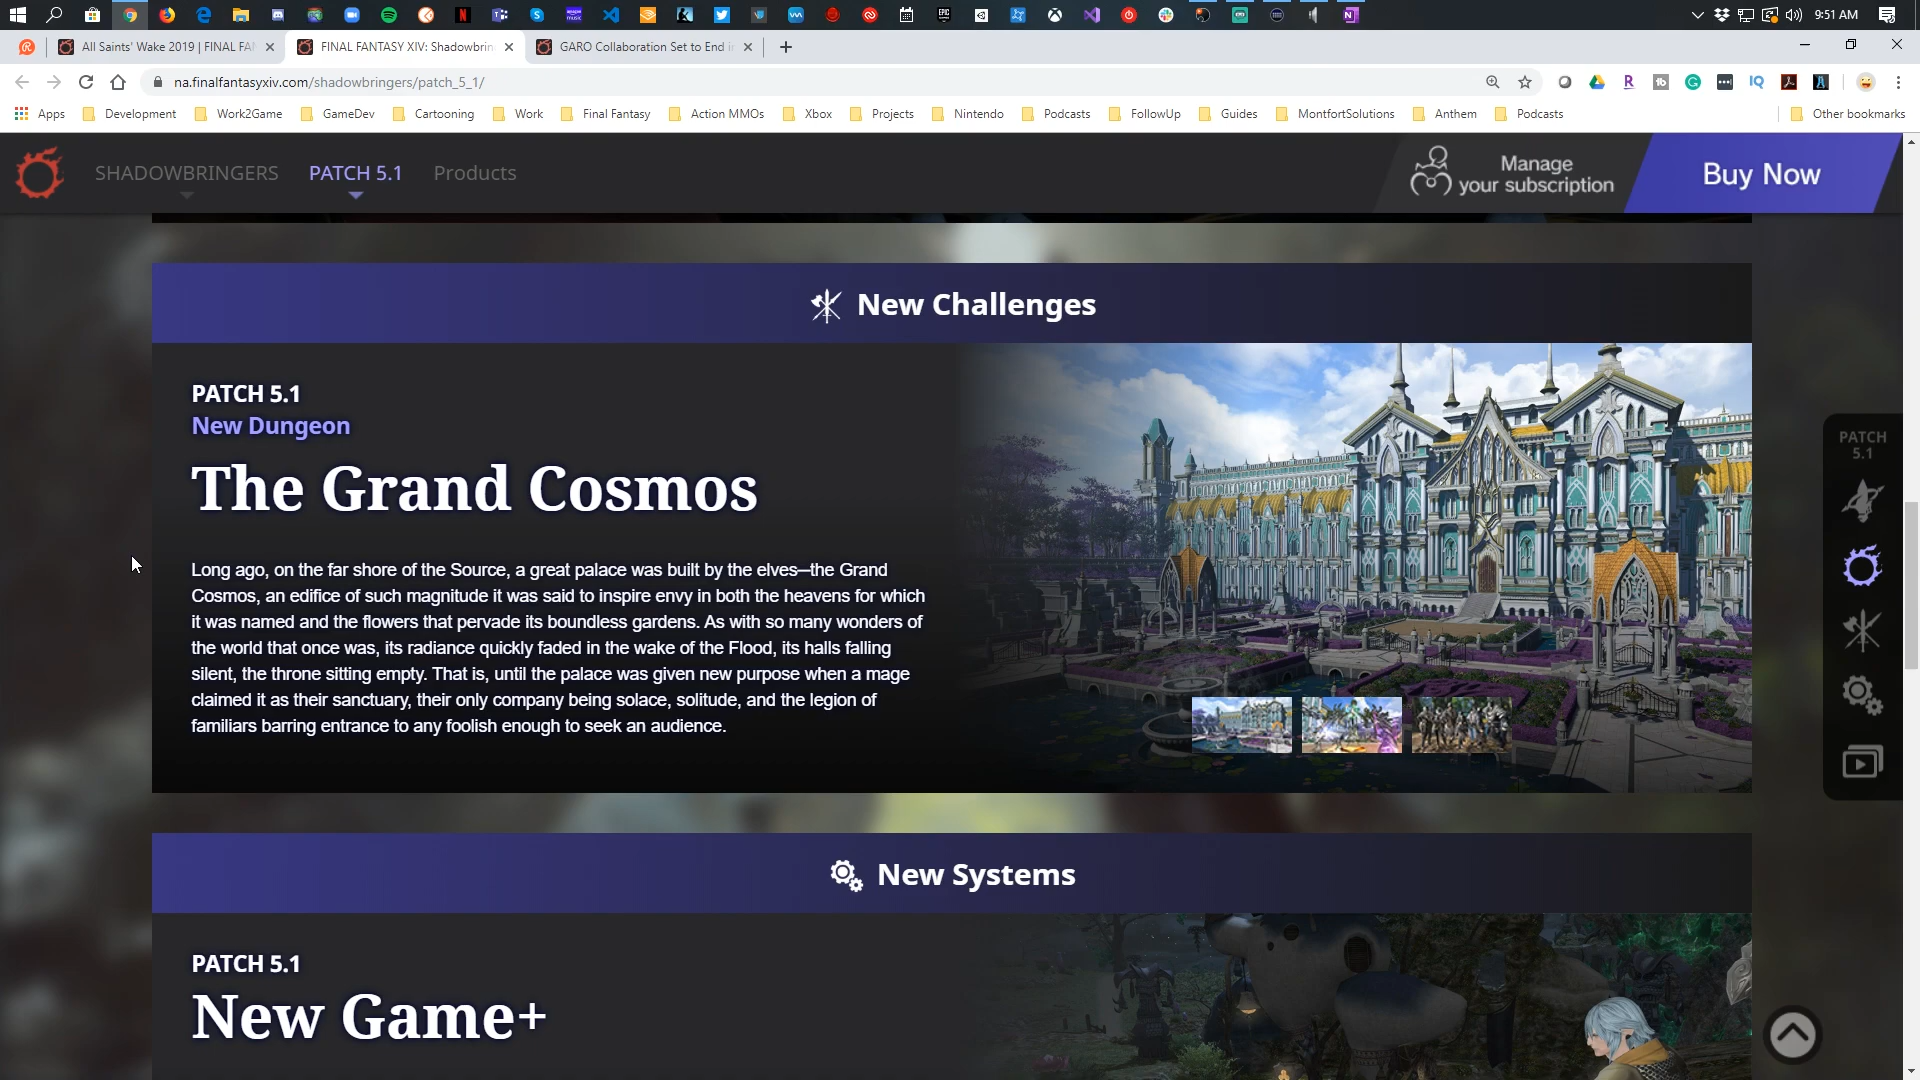 9:51 AM
All Saints' Wake 2019 | FINAL FA
FINAL FANTASY XIV: Shadowbrin
GARO Collaboration Set to End i
na.finalfantasyxiv.com/shadowbringers/patch_5_1/
Apps
Development
Work2Game
GameDev
Cartooning
Work
Final Fantasy
Action MMOs
Xbox
Projects
Nintendo
Podcasts
FollowUp
Guides
MontfortSolutions
Anthem
Podcasts
Other bookmarks
SHADOWBRINGERS
PATCH 5.1
Products
Manage
your subscription
Buy Now
New Challenges
PATCH 5.1
New Dungeon
The Grand Cosmos
Long ago, on the far shore of the Source, a great palace was built by the elves—the Grand
Cosmos, an edifice of such magnitude it was said to inspire envy in both the heavens for which
it was named and the flowers that pervade its boundless gardens. As with so many wonders of
the world that once was, its radiance quickly faded in the wake of the Flood, its halls falling
silent, the throne sitting empty. That is, until the palace was given new purpose when a mage
claimed it as their sanctuary, their only company being solace, solitude, and the legion of
familiars barring entrance to any foolish enough to seek an audience.
PATCH
5.1
New Systems
PATCH 5.1
New Game+